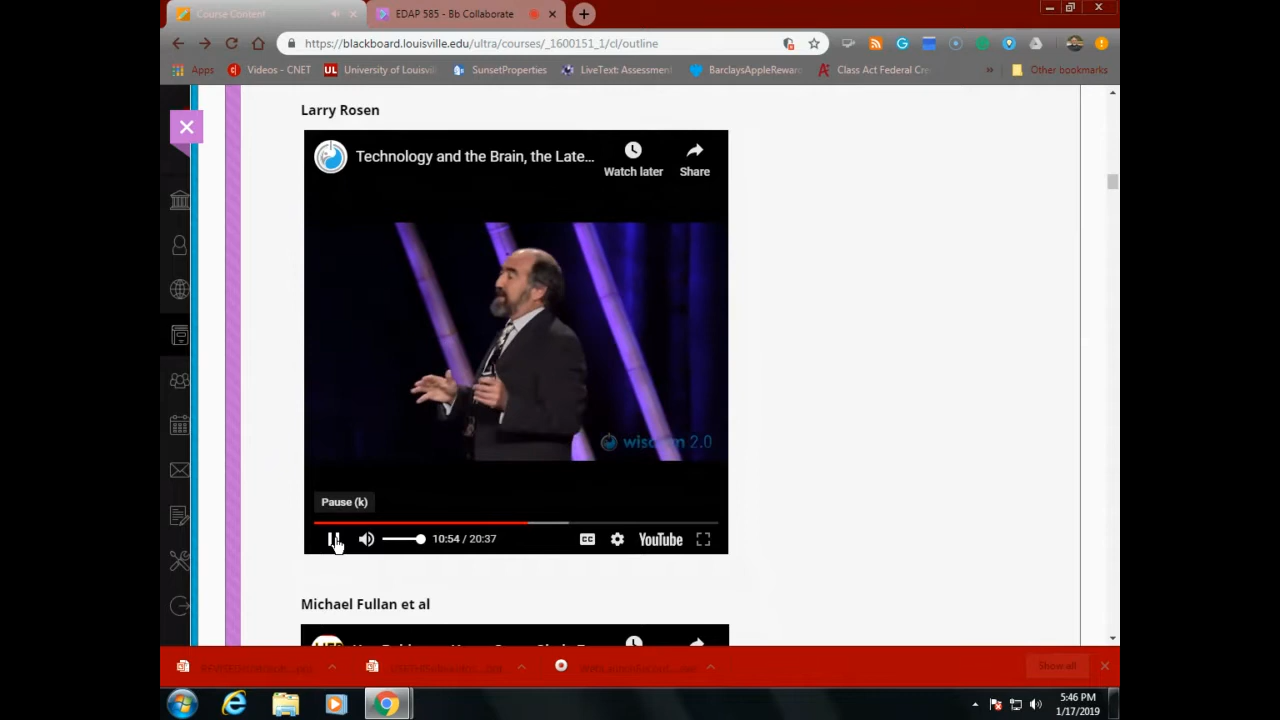 Course Content
EDAP 585 - Bb Collaborate
https://blackboard.louisville.edu/ultra/courses/_1600151_1/cl/outline
Apps
Videos - CNET
UL University of Louisvill
SunsetProperties
LiveText: Assessment
BarclaysAppleRewar
Class Act Federal Cre
»
Other bookmarks
Larry Rosen
Technology and the Brain, the Late...
Watch later
Share
wisdom 2.0
Pause (k)
10:54 / 20:37
CC
YouTube
Michael Fullan et al
Show all
5:46 PM
1/17/2019